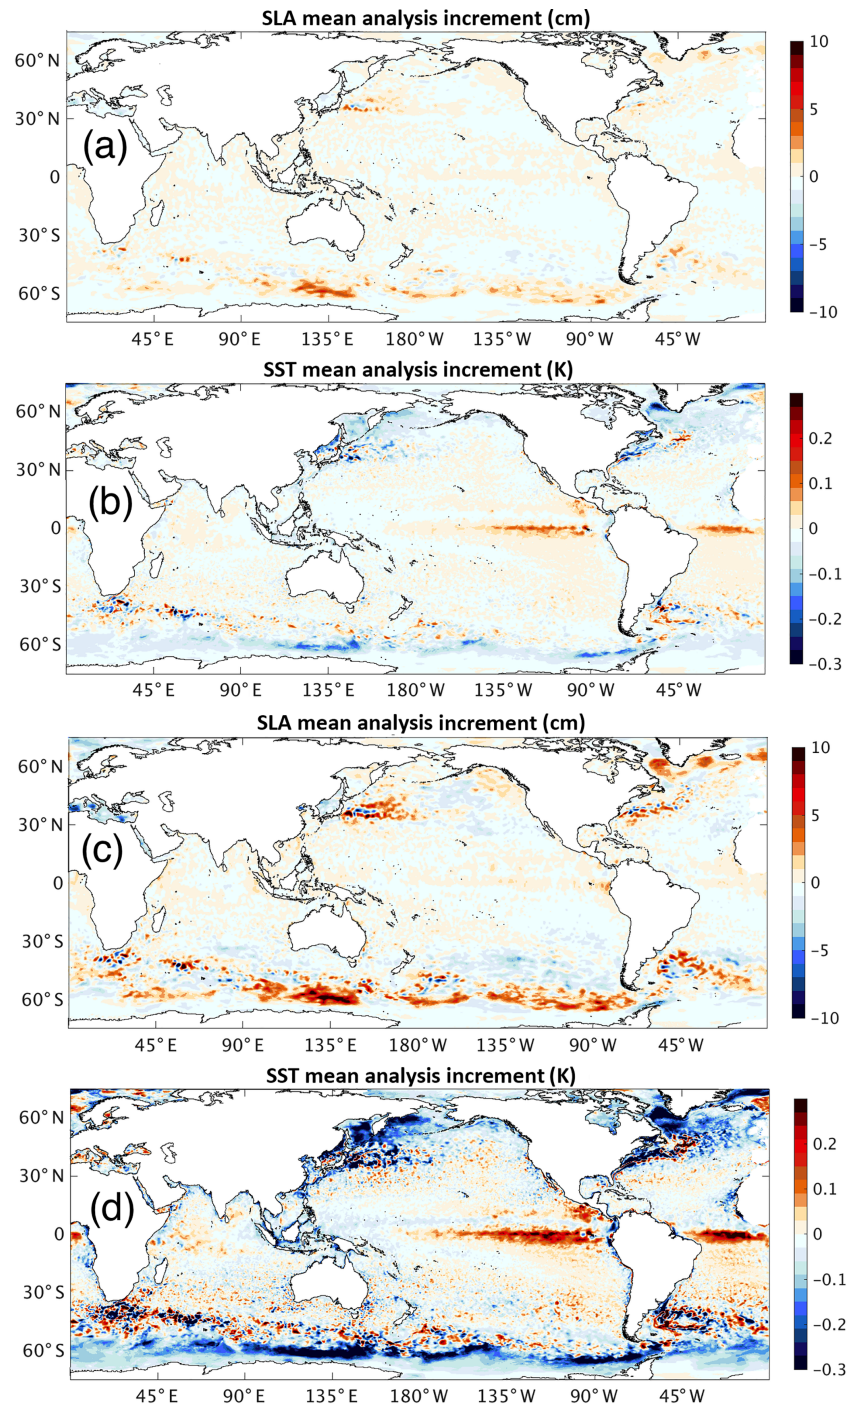 SLA mean analysis increment (cm)
60° N
30° N
0
30° S
60° S
(a)
45° E 90° E 135° E 180° W 135° W 90° W 45° W
10
5
0
−5
−10
SST mean analysis increment (K)
60° N
30° N
0
30° S
60° S
(b)
45° E 90° E 135° E 180° W 135° W 90° W 45° W
0.2
0.1
0
−0.1
−0.2
−0.3
SLA mean analysis increment (cm)
60° N
30° N
0
30° S
60° S
(c)
45° E 90° E 135° E 180° W 135° W 90° W 45° W
10
5
0
−5
−10
SST mean analysis increment (K)
60° N
30° N
0
30° S
60° S
(d)
45° E 90° E 135° E 180° W 135° W 90° W 45° W
0.2
0.1
0
−0.1
−0.2
−0.3